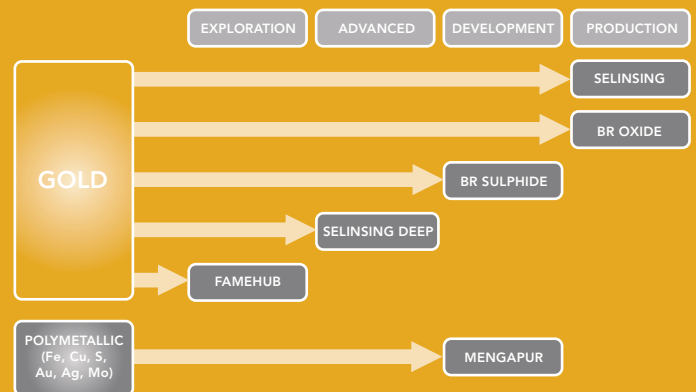 EXPLORATION
ADVANCED
DEVELOPMENT
PRODUCTION
GOLD
SELINSING
BR OXIDE
BR SULPHIDE
SELINSING DEEP
FAMEHUB
POLYMETALLIC
(Fe, Cu, S,
Au, Ag, Mo)
MENGAPUR